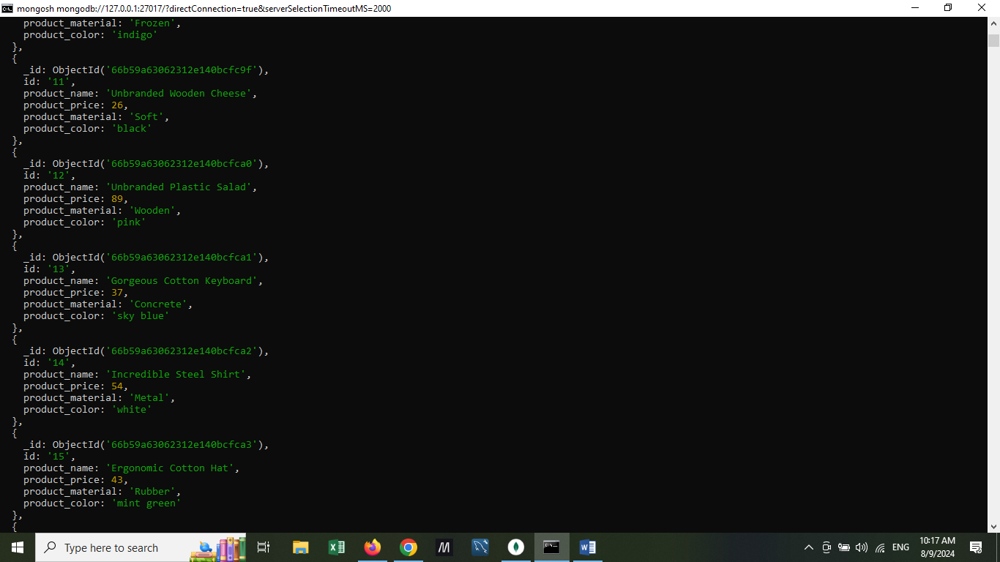 mongosh mongodb://127.0.0.1:27017/?directConnection=true&serverSelectionTimeoutMS=2000
product_material: 'Frozen',
product_color: 'indigo'
},
{
_id: ObjectId('66b59a63062312e140bcfc9f'),
id: '11',
product_name: 'Unbranded Wooden Cheese',
product_price: 26,
product_material: 'Soft',
product_color: 'black'
},
{
_id: ObjectId('66b59a63062312e140bcfca0'),
id: '12',
product_name: 'Unbranded Plastic Salad',
product_price: 89,
product_material: 'Wooden',
product_color: 'pink'
},
{
_id: ObjectId('66b59a63062312e140bcfca1'),
id: '13',
product_name: 'Gorgeous Cotton Keyboard',
product_price: 37,
product_material: 'Concrete',
product_color: 'sky blue'
},
{
_id: ObjectId('66b59a63062312e140bcfca2'),
id: '14',
product_name: 'Incredible Steel Shirt',
product_price: 54,
product_material: 'Metal',
product_color: 'white'
},
{
_id: ObjectId('66b59a63062312e140bcfca3'),
id: '15',
product_name: 'Ergonomic Cotton Hat',
product_price: 43,
product_material: 'Rubber',
product_color: 'mint green'
},
{
Type here to search
ENG
10:17 AM
8/9/2024